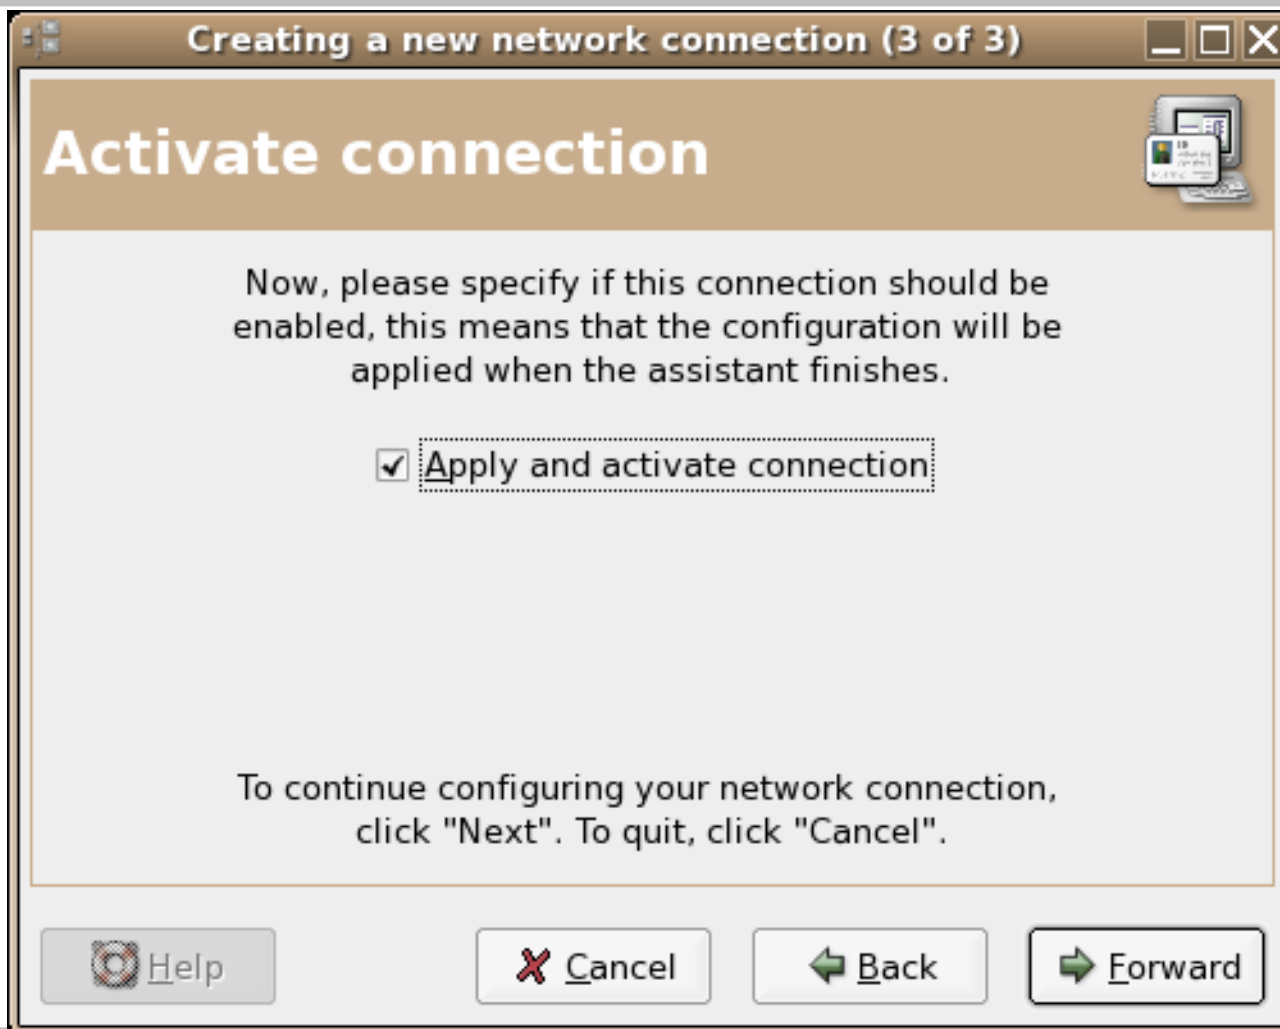 Creating a new network connection (3 of 3)
Activate connection
Now, please specify if this connection should be
enabled, this means that the configuration will be
applied when the assistant finishes.
Apply and activate connection
To continue configuring your network connection,
click "Next". To quit, click "Cancel".
Help
Cancel
Back
Forward